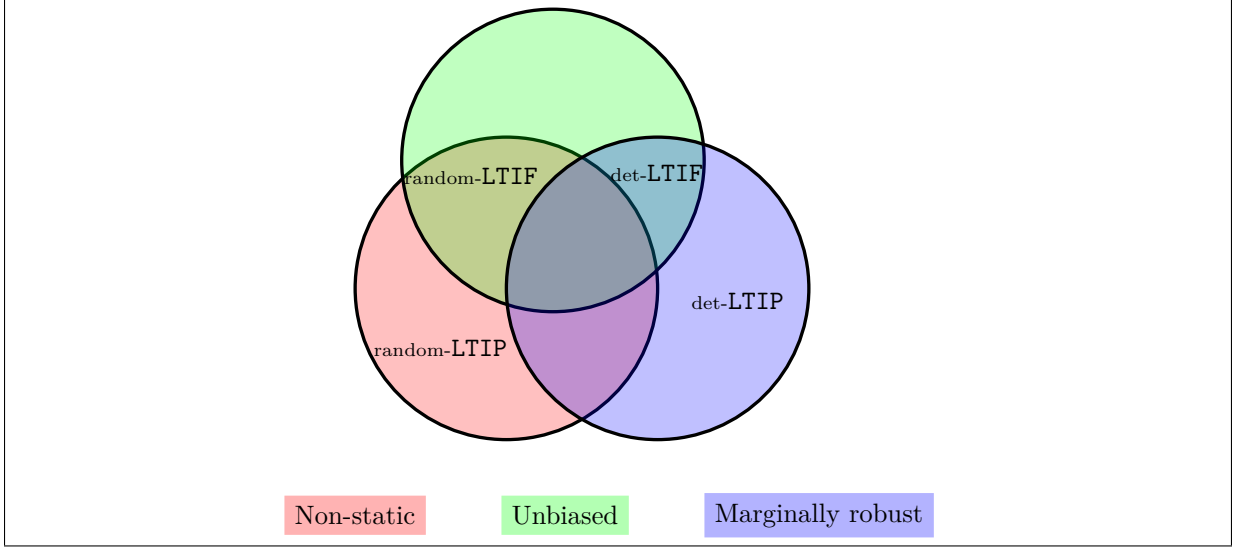 random-LTIF
det-LTIF
det-LTIP
random-LTIP
Non-static
Unbiased
Marginally robust